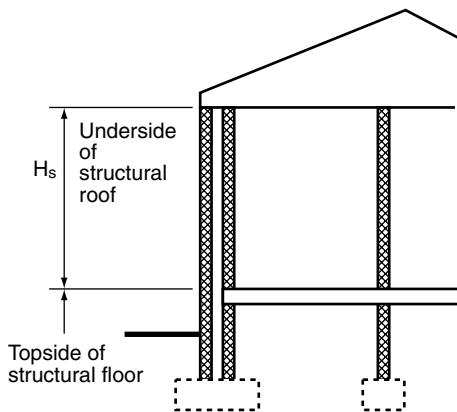 Underside
of
structural
roof
Hₛ
Topside of
structural floor